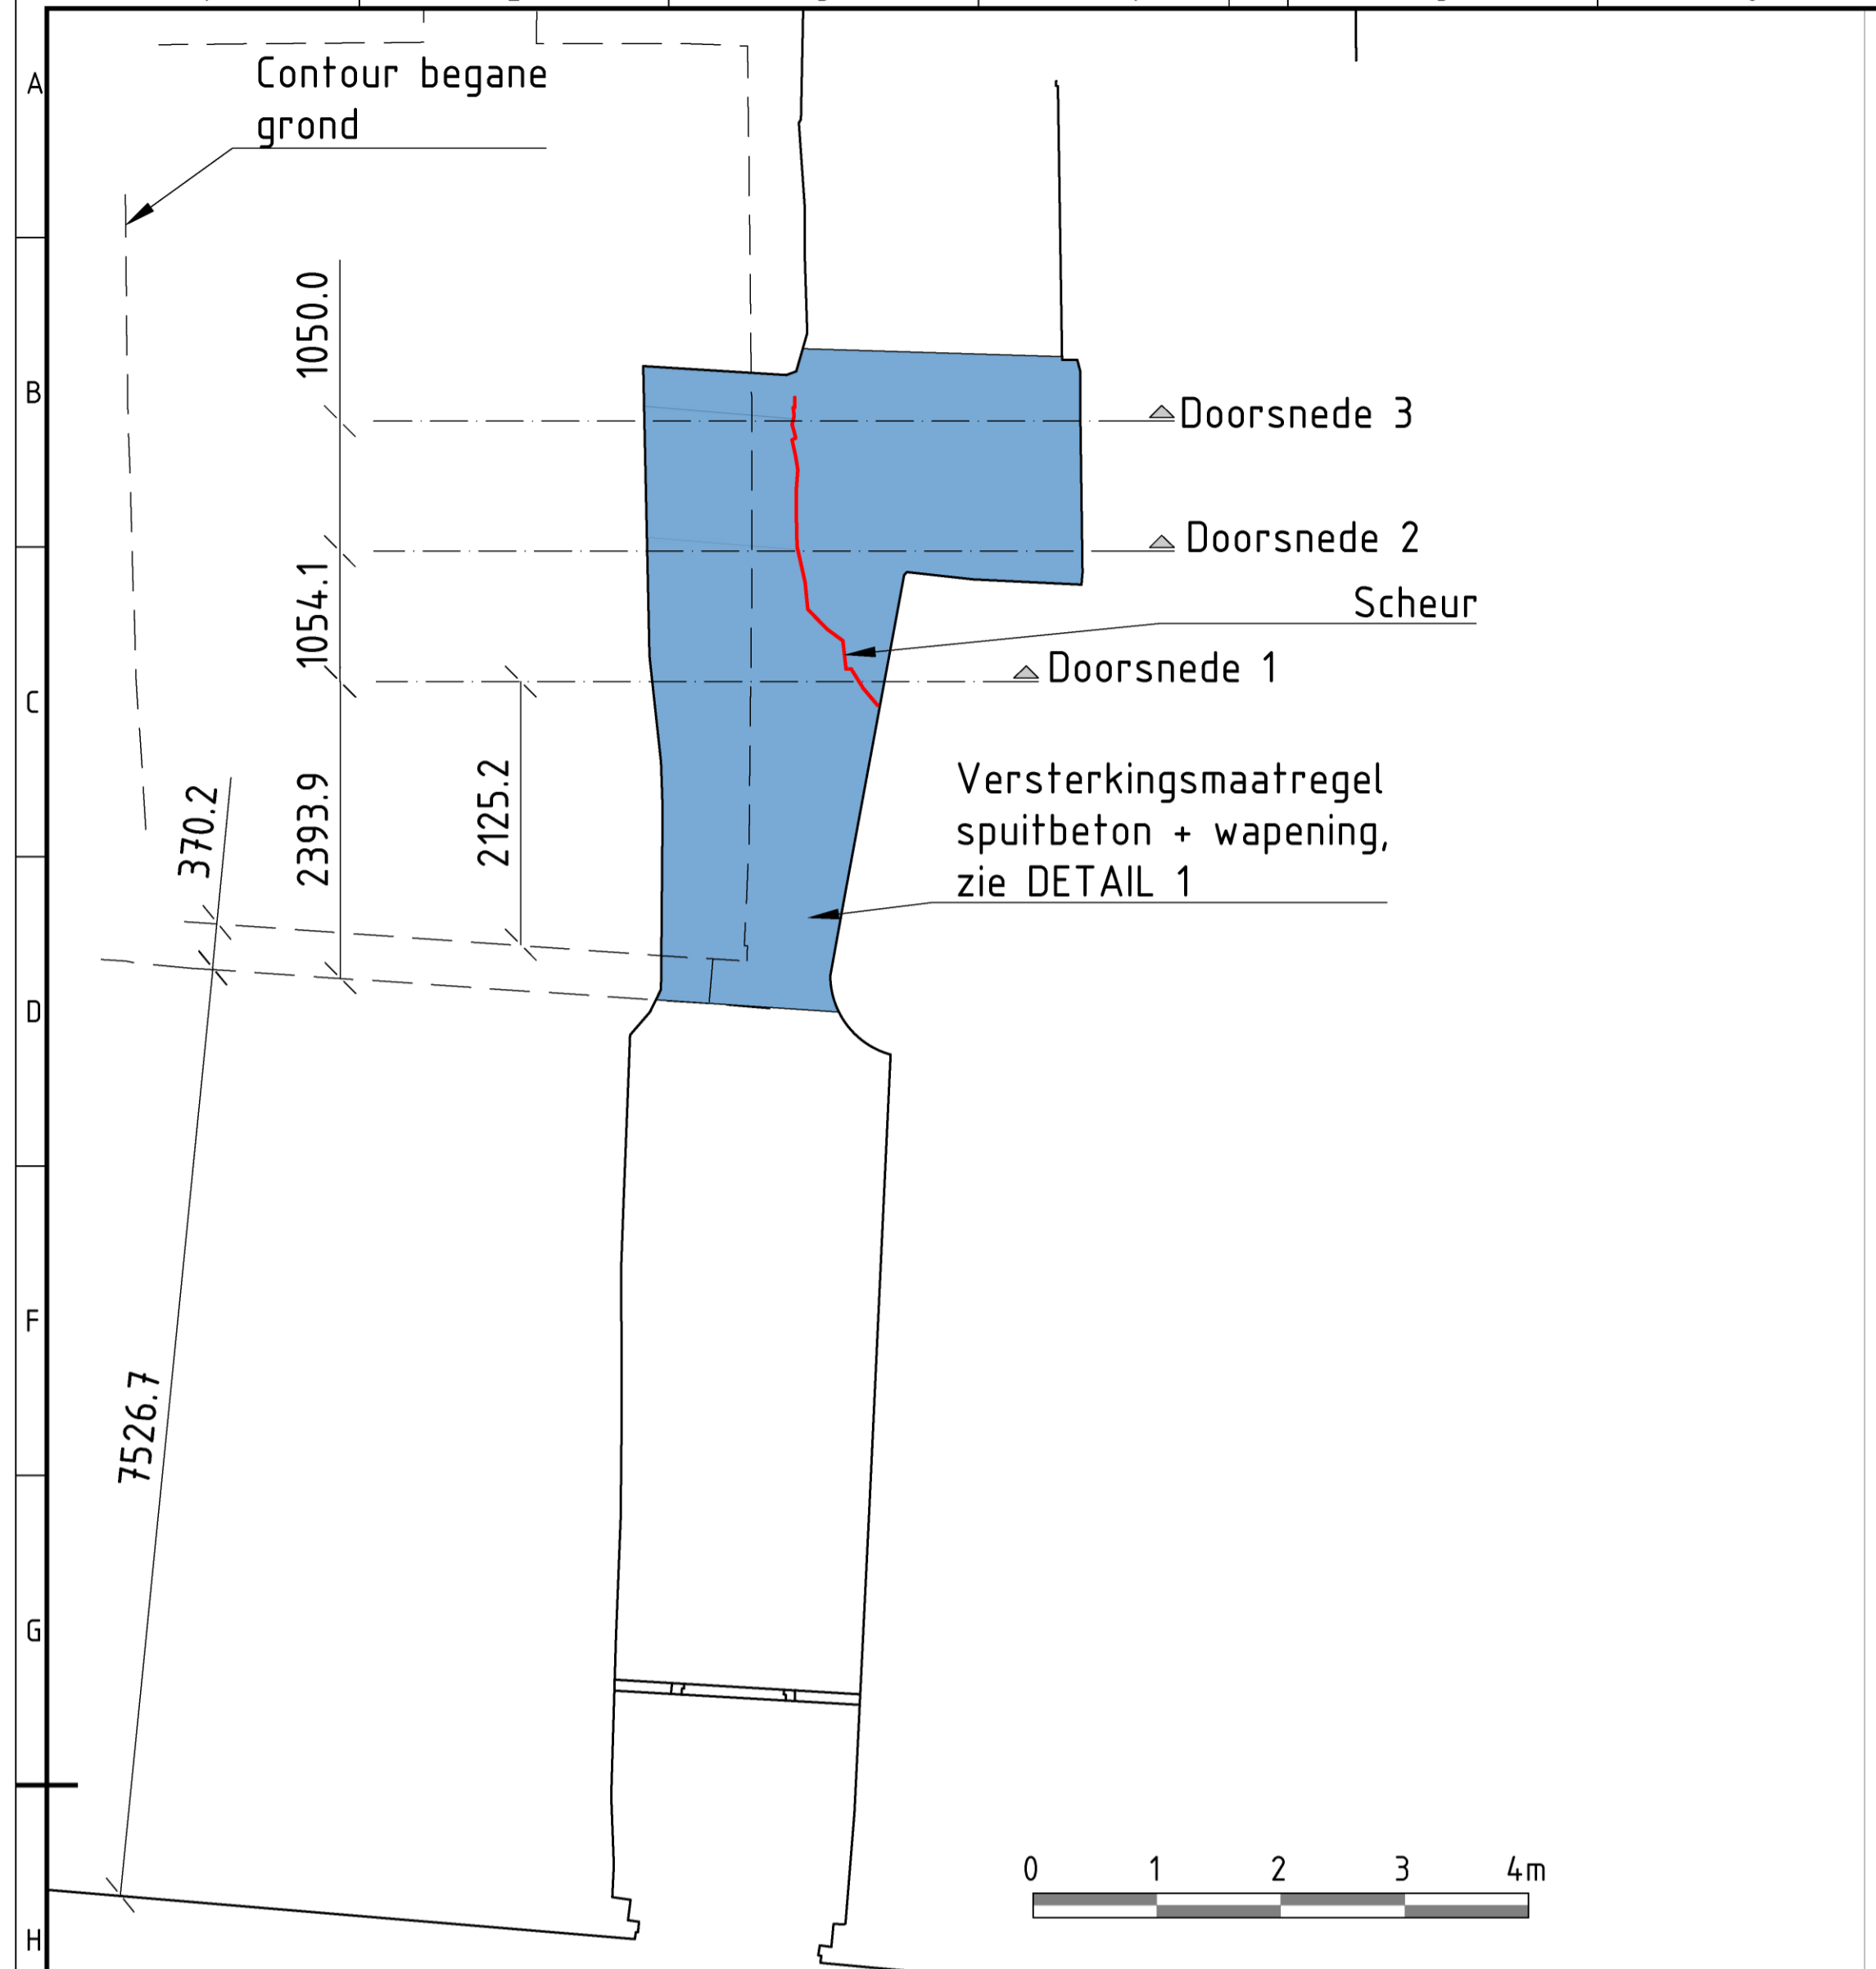 A
Contour begane
grond
1050.0
B
Doorsnede 3
Doorsnede 2
1054.1
Scheur
Doorsnede 1
C
Versterkingsmaatregel
spuitbeton + wapening,
zie DETAIL 1
370.2
2393.9
2125.2
D
F
7526.7
G
0 1 2 3 4m
H